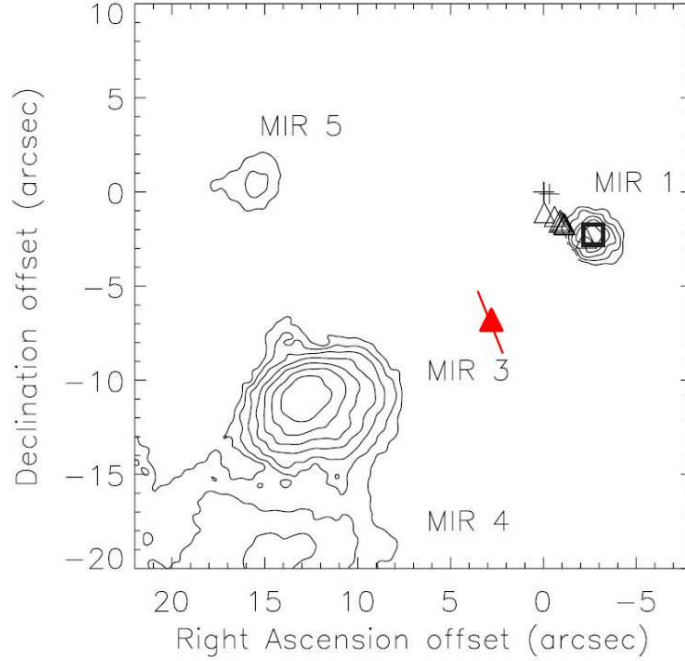 10
MIR 5
5
MIR 1
0
Declination offset (arcsec)
-5
MIR 3
-10
-15
MIR 4
-20
20 15 10 5 0 -5
Right Ascension offset (arcsec)